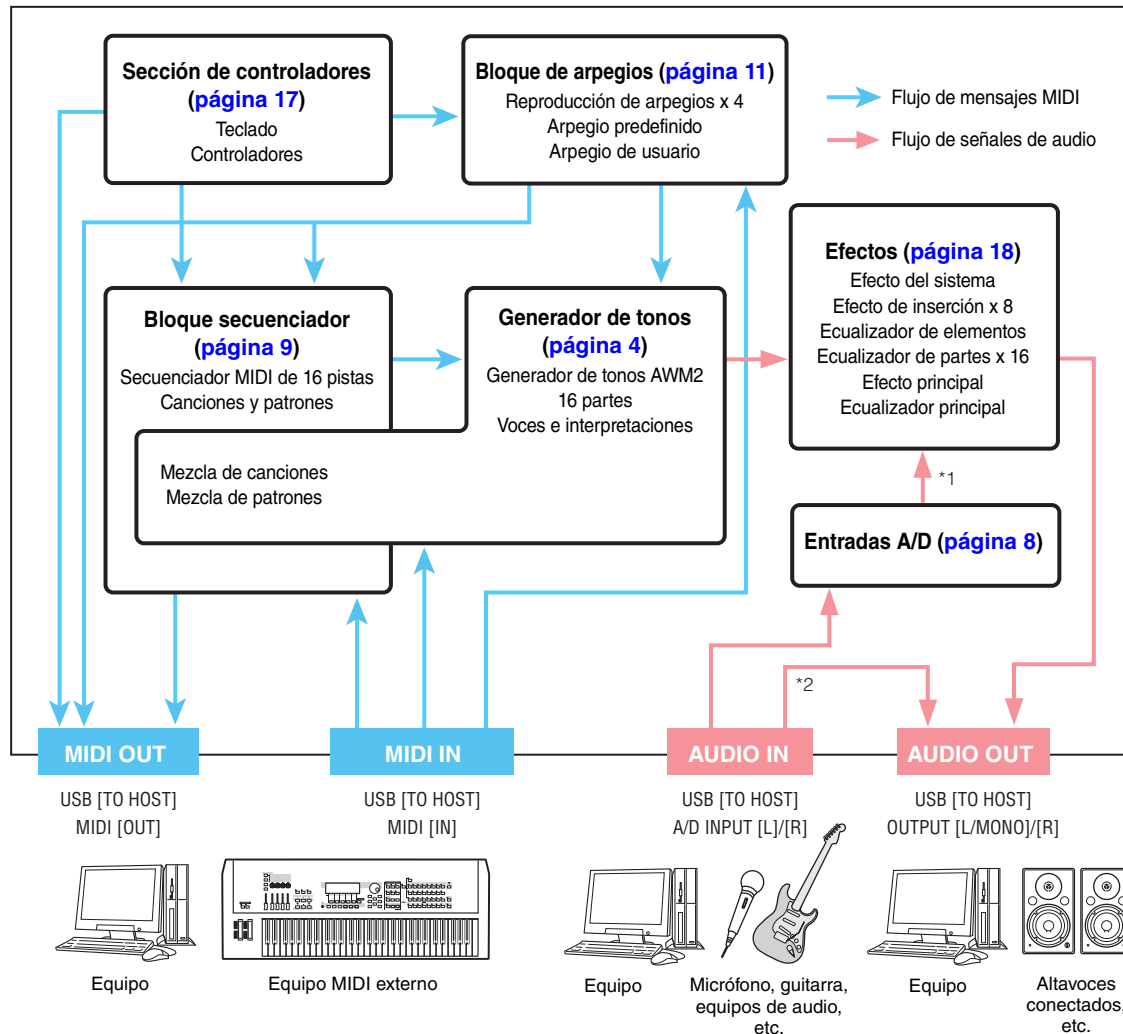 Sección de controladores
(página 17)
Teclado
Controladores
Bloque de arpegios (página 11)
Reproducción de arpegios x 4
Arpegio predefinido
Arpegio de usuario
Flujo de mensajes MIDI
Flujo de señales de audio
Bloque secuenciador
(página 9)
Secuenciador MIDI de 16 pistas
Canciones y patrones
Generador de tonos
(página 4)
Generador de tonos AWM2
16 partes
Voces e interpretaciones
Mezcla de canciones
Mezcla de patrones
Efectos (página 18)
Efecto del sistema
Efecto de inserción x 8
Ecualizador de elementos
Ecualizador de partes x 16
Efecto principal
Ecualizador principal
*1
Entradas A/D (página 8)
*2
MIDI OUT
USB [TO HOST]
MIDI [OUT]
MIDI IN
USB [TO HOST]
MIDI [IN]
AUDIO IN
USB [TO HOST]
A/D INPUT [L]/[R]
AUDIO OUT
USB [TO HOST]
OUTPUT [L/MONO]/[R]
Equipo
Equipo MIDI externo
Equipo
Micrófono, guitarra,
equipos de audio,
etc.
Equipo
Altavoces
conectados,
etc.